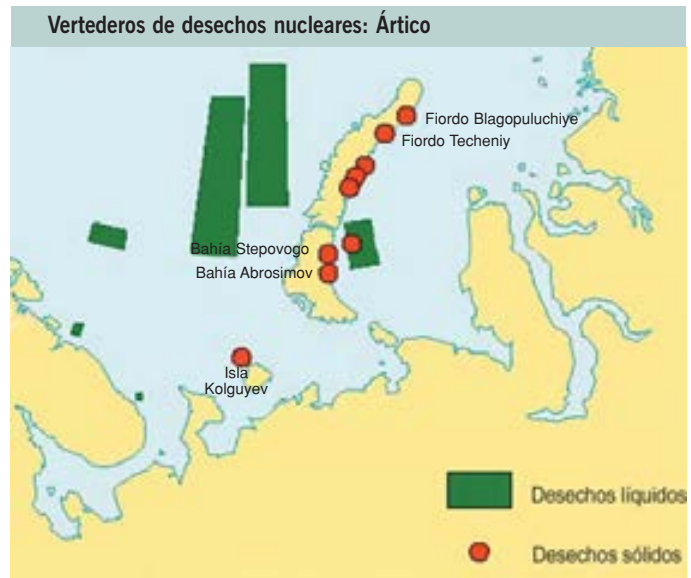 Vertederos de desechos nucleares: Ártico
Fiordo Blagopuluchiye
Fiordo Techeniy
Bahía Stepovogo
Bahía Abrosimov
Isla
Kolguyev
Desechos líquidos
Desechos sólidos